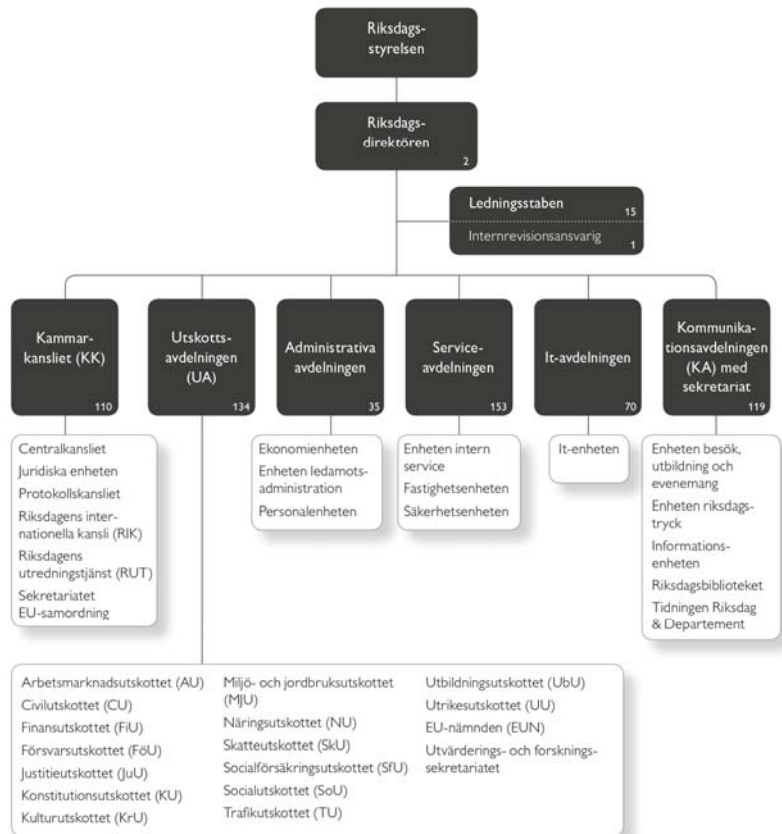 Riksdags-
styrelsen
Riksdags-
direktören
2
Ledningsstaben
15
Internrevisionsansvarig
1
Kammar-
kansliet (KK)
110
Utskotts-
avdelningen
(UA)
134
Administrativa
avdelningen
35
Service-
avdelningen
153
It-avdelningen
70
Kommunika-
tionsavdelningen
(KA) med
sekretariat
119
Centralkansliet
Juridiska enheten
Protokollskansliet
Riksdagens inter-
nationella kansli (RIK)
Riksdagens
utredningstjänst (RUT)
Sekretariatet
EU-samordning
Ekonomienheten
Enheten ledamots-
administration
Personalenheten
Enheten intern
service
Fastighetsenheten
Säkerhetsenheten
It-enheten
Enheten besök,
utbildning och
evenemang
Enheten riksdags-
tryck
Informations-
enheten
Riksdagsbiblioteket
Tidningen Riksdag
& Departement
Arbetsmarknadsutskottet (AU)
Civilutskottet (CU)
Finansutskottet (FiU)
Försvarsutskottet (FöU)
Justitieutskottet (JuU)
Konstitutionsutskottet (KU)
Kulturutskottet (KrU)
Miljö- och jordbruksutskottet
(MJU)
Näringsutskottet (NU)
Skatteutskottet (SkU)
Socialförsäkringsutskottet (SfU)
Socialutskottet (SoU)
Trafikutskottet (TU)
Utbildningsutskottet (UbU)
Utrikesutskottet (UU)
EU-nämnden (EUN)
Utvärderings- och forsknings-
sekretariatet